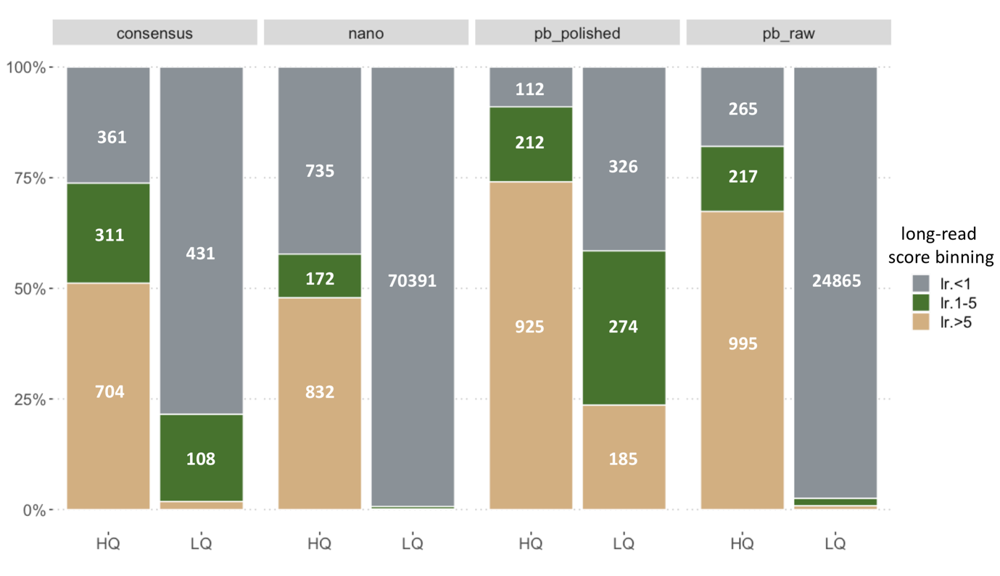 consensus
nano
pb_polished
pb_raw
100%
75%
50%
25%
0%
361
311
704
431
108
735
172
832
70391
112
212
925
326
274
185
265
217
995
24865
HQ
LQ
HQ
LQ
HQ
LQ
HQ
LQ
long-read
score binning
lr.<1
lr.1-5
lr.>5